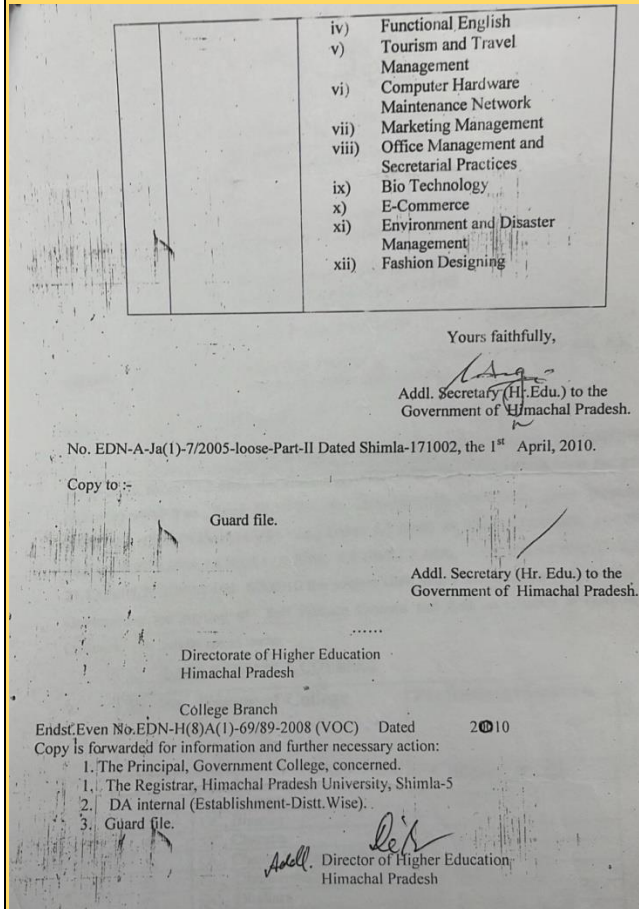 iv) Functional English
v) Tourism and Travel
Management
vi) Computer Hardware
Maintenance Network
vii) Marketing Management
viii) Office Management and
Secretarial Practices
ix) Bio Technology
x) E-Commerce
xi) Environment and Disaster
Management
xii) Fashion Designing
Yours faithfully,
Addl. Secretary (Hr.Edu.) to the
Government of Himachal Pradesh.
No. EDN-A-Ja(1)-7/2005-loose-Part-II Dated Shimla-171002, the 1st April, 2010.
Copy to :-
Guard file.
Addl. Secretary (Hr. Edu.) to the
Government of Himachal Pradesh.
......
Directorate of Higher Education
Himachal Pradesh
College Branch
Endst.Even No.EDN-H(8)A(1)-69/89-2008 (VOC) Dated 2010
Copy is forwarded for information and further necessary action:
1. The Principal, Government College, concerned.
1. The Registrar, Himachal Pradesh University, Shimla-5
2. DA internal (Establishment-Distt.Wise).
3. Guard file.
Addl. Director of Higher Education
Himachal Pradesh